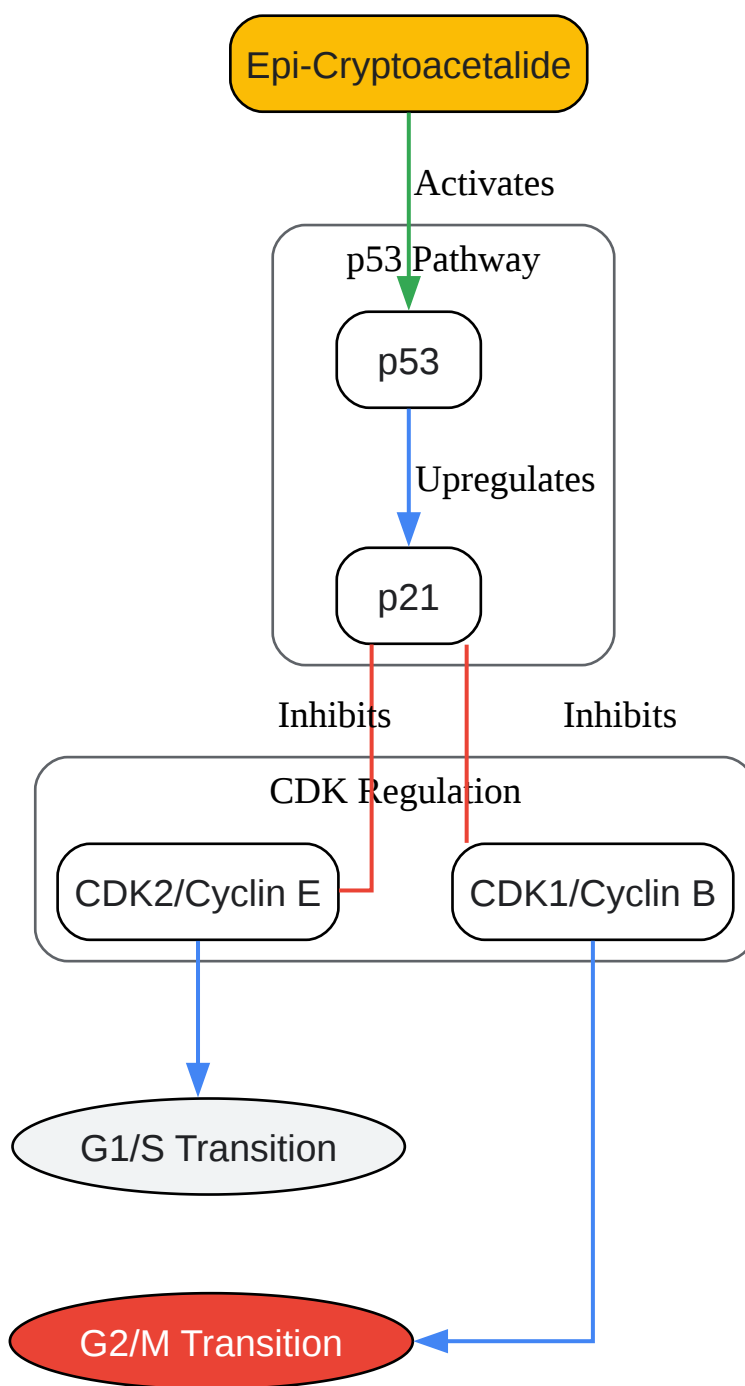 Epi-Cryptoacetalide
Activates
p53 Pathway
p53
Upregulates
p21
Inhibits
Inhibits
CDK Regulation
CDK2/Cyclin E
CDK1/Cyclin B
G1/S Transition
G2/M Transition